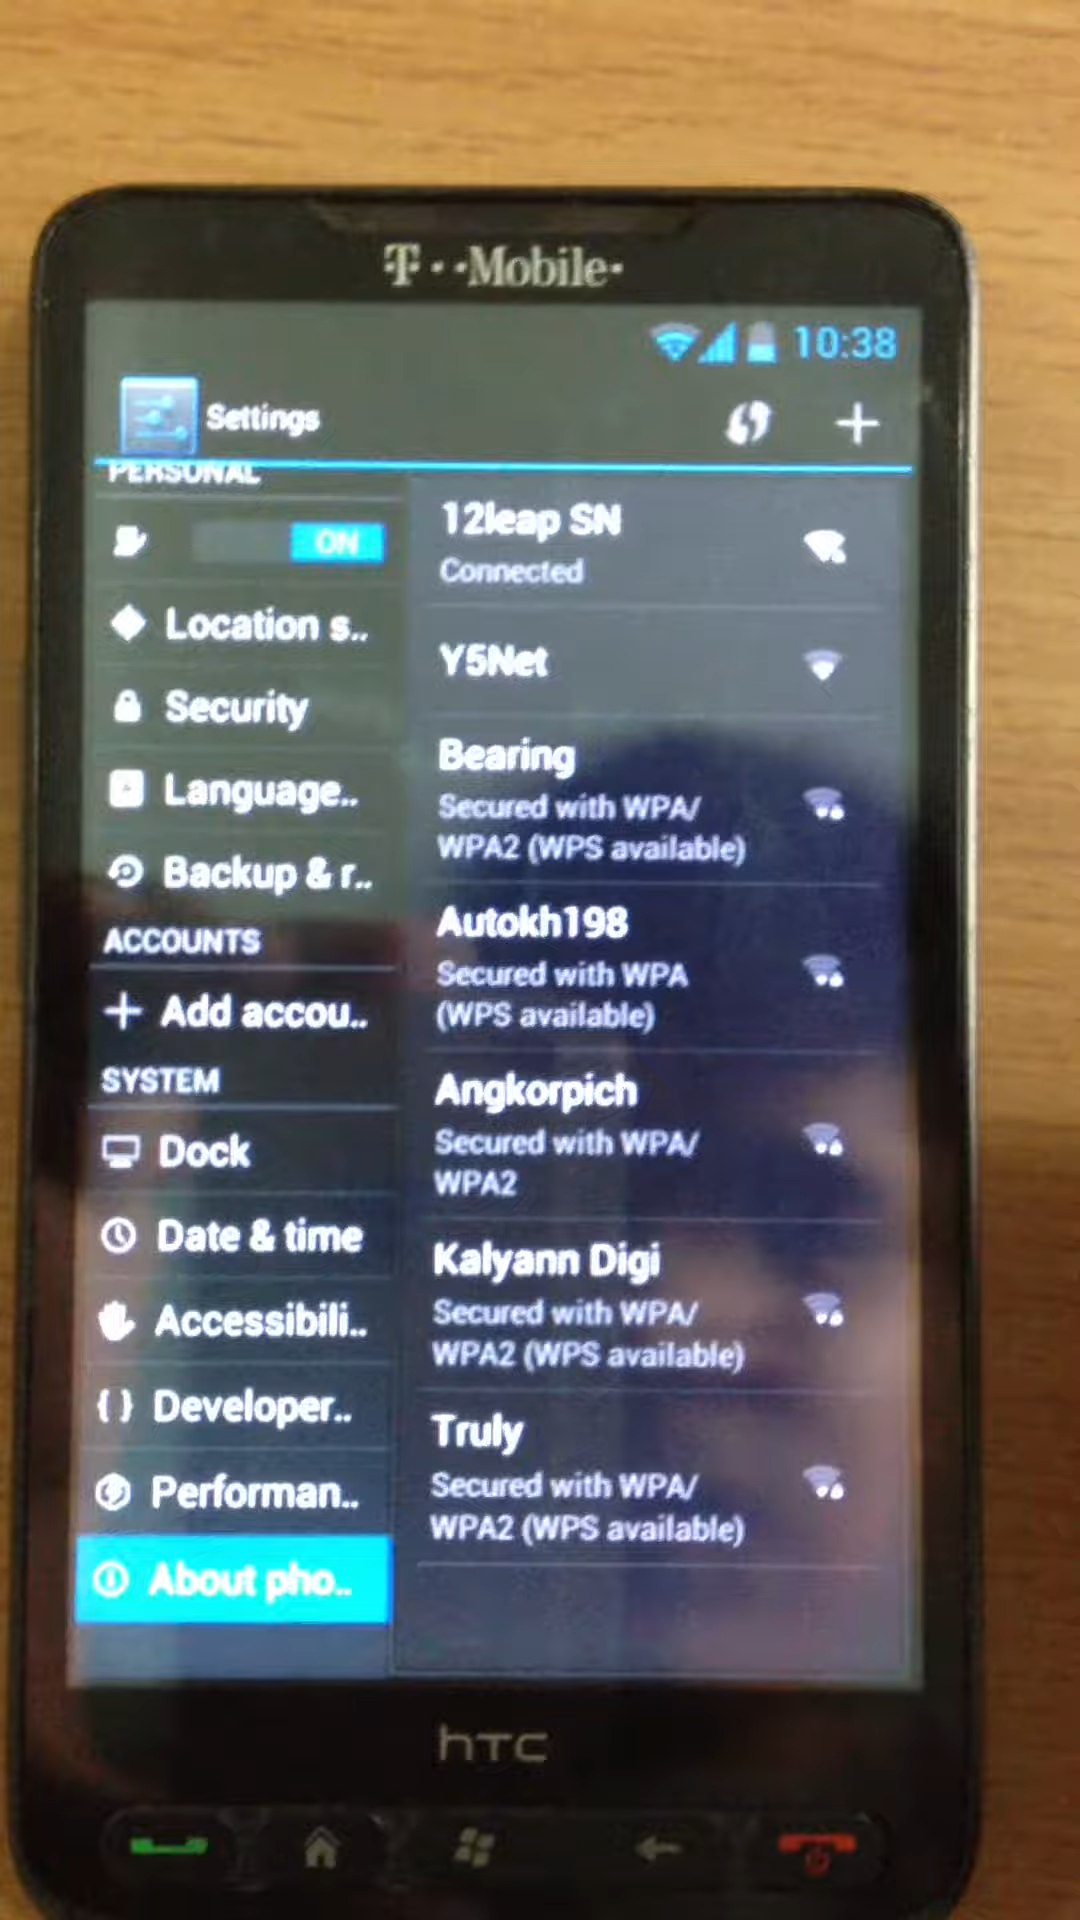 T··Mobile·
10:38
Settings
PERSONAL
ON
Location s..
Security
Language..
Backup & r..
ACCOUNTS
Add accou..
SYSTEM
Dock
Date & time
Accessibili..
Developer..
Performan..
About pho..
12leap SN
Connected
Y5Net
Bearing
Secured with WPA/
WPA2 (WPS available)
Autokh198
Secured with WPA
(WPS available)
Angkorpich
Secured with WPA/
WPA2
Kalyann Digi
Secured with WPA/
WPA2 (WPS available)
Truly
Secured with WPA/
WPA2 (WPS available)
hTC